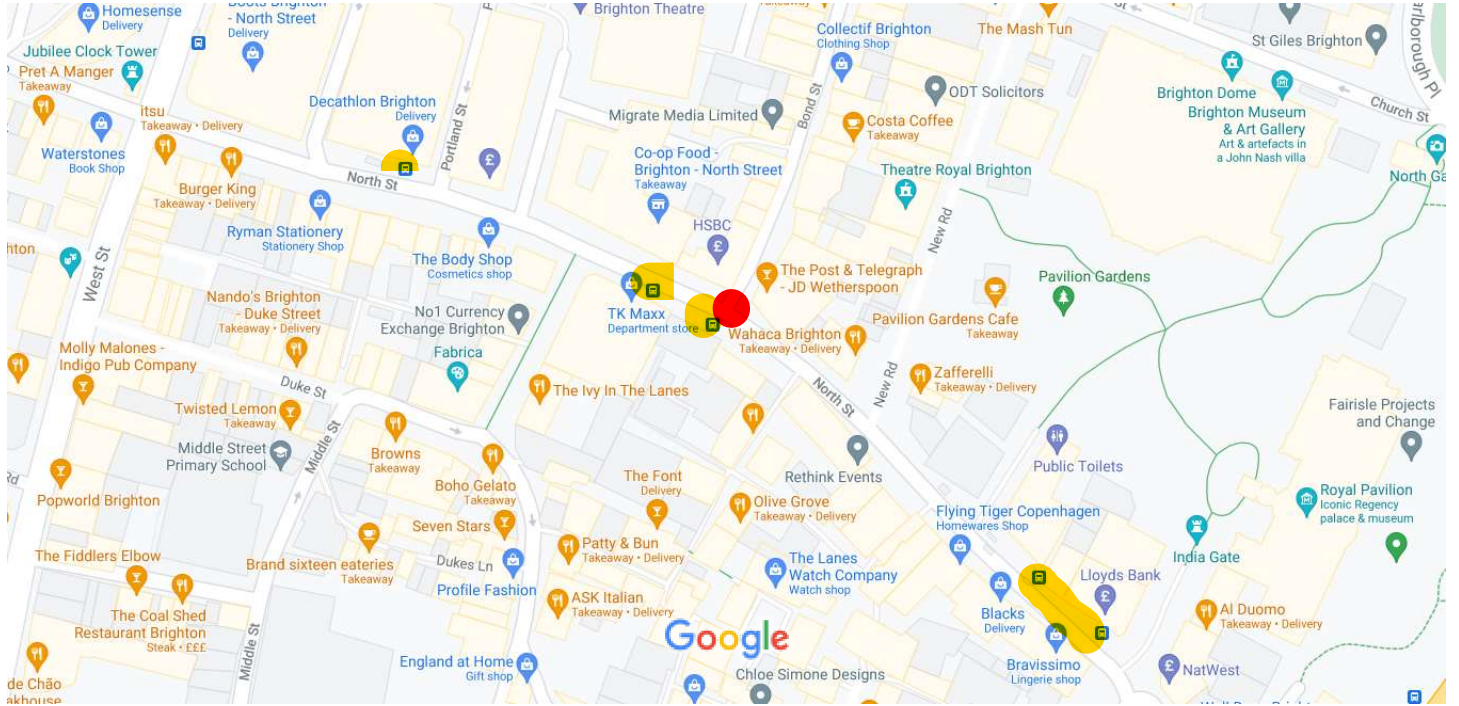 Homesense
Delivery
Boots Brighton
- North Street
Delivery
Brighton Theatre
Takeaway
Collectif Brighton
Clothing Shop
The Mash Tun
St Giles Brighton
Marlborough Pl
Jubilee Clock Tower
Pret A Manger
Takeaway
itsu
Takeaway • Delivery
Decathlon Brighton
Delivery
Portland St
Migrate Media Limited
Bond St
ODT Solicitors
Costa Coffee
Takeaway
Brighton Dome
Brighton Museum
& Art Gallery
Art & artefacts in
a John Nash villa
Church St
Waterstones
Book Shop
Burger King
Takeaway • Delivery
North St
Co-op Food -
Brighton - North Street
Takeaway
Theatre Royal Brighton
North Ga
Ryman Stationery
Stationery Shop
HSBC
New Rd
hton
West St
The Body Shop
Cosmetics shop
The Post & Telegraph
- JD Wetherspoon
Pavilion Gardens
Nando's Brighton
- Duke Street
Takeaway • Delivery
No1 Currency
Exchange Brighton
TK Maxx
Department store
Wahaca Brighton
Takeaway • Delivery
Pavilion Gardens Cafe
Takeaway
Molly Malones -
Indigo Pub Company
Fabrica
Duke St
The Ivy In The Lanes
North St
New Rd
Zafferelli
Takeaway • Delivery
Twisted Lemon
Takeaway
Fairisle Projects
and Change
Middle Street
Primary School
Middle St
Browns
Takeaway
Rd
Popworld Brighton
Boho Gelato
Takeaway
The Font
Delivery
Rethink Events
Public Toilets
Seven Stars
Olive Grove
Takeaway • Delivery
Flying Tiger Copenhagen
Homewares Shop
Royal Pavilion
Iconic Regency
palace & museum
The Fiddlers Elbow
Brand sixteen eateries
Takeaway
Dukes Ln
Patty & Bun
Takeaway • Delivery
The Lanes
Watch Company
Watch shop
India Gate
Profile Fashion
Lloyds Bank
The Coal Shed
Restaurant Brighton
Steak • £££
ASK Italian
Takeaway • Delivery
Blacks
Delivery
Al Duomo
Takeaway • Delivery
Google
Middle St
England at Home
Gift shop
Bravissimo
Lingerie shop
NatWest
Chloe Simone Designs
de Chão
akhouse